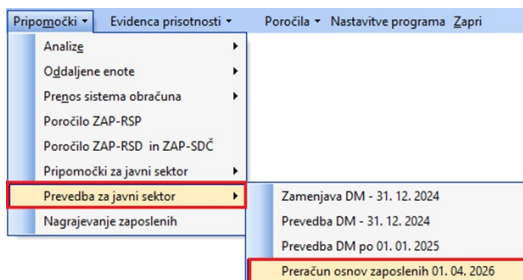 Pripomočki Evidenca prisotnosti Poročila Nastavitve programa Zapri
Analize
Oddaljene enote
Prenos sistema obračuna
Poročilo ZAP-RSP
Poročilo ZAP-RSD in ZAP-SDČ
Pripomočki za javni sektor
Prevedba za javni sektor
Nagrajevanje zaposlenih
Zamenjava DM - 31. 12. 2024
Prevedba DM - 31. 12. 2024
Prevedba DM po 01. 01. 2025
Preračun osnov zaposlenih 01. 04. 2026